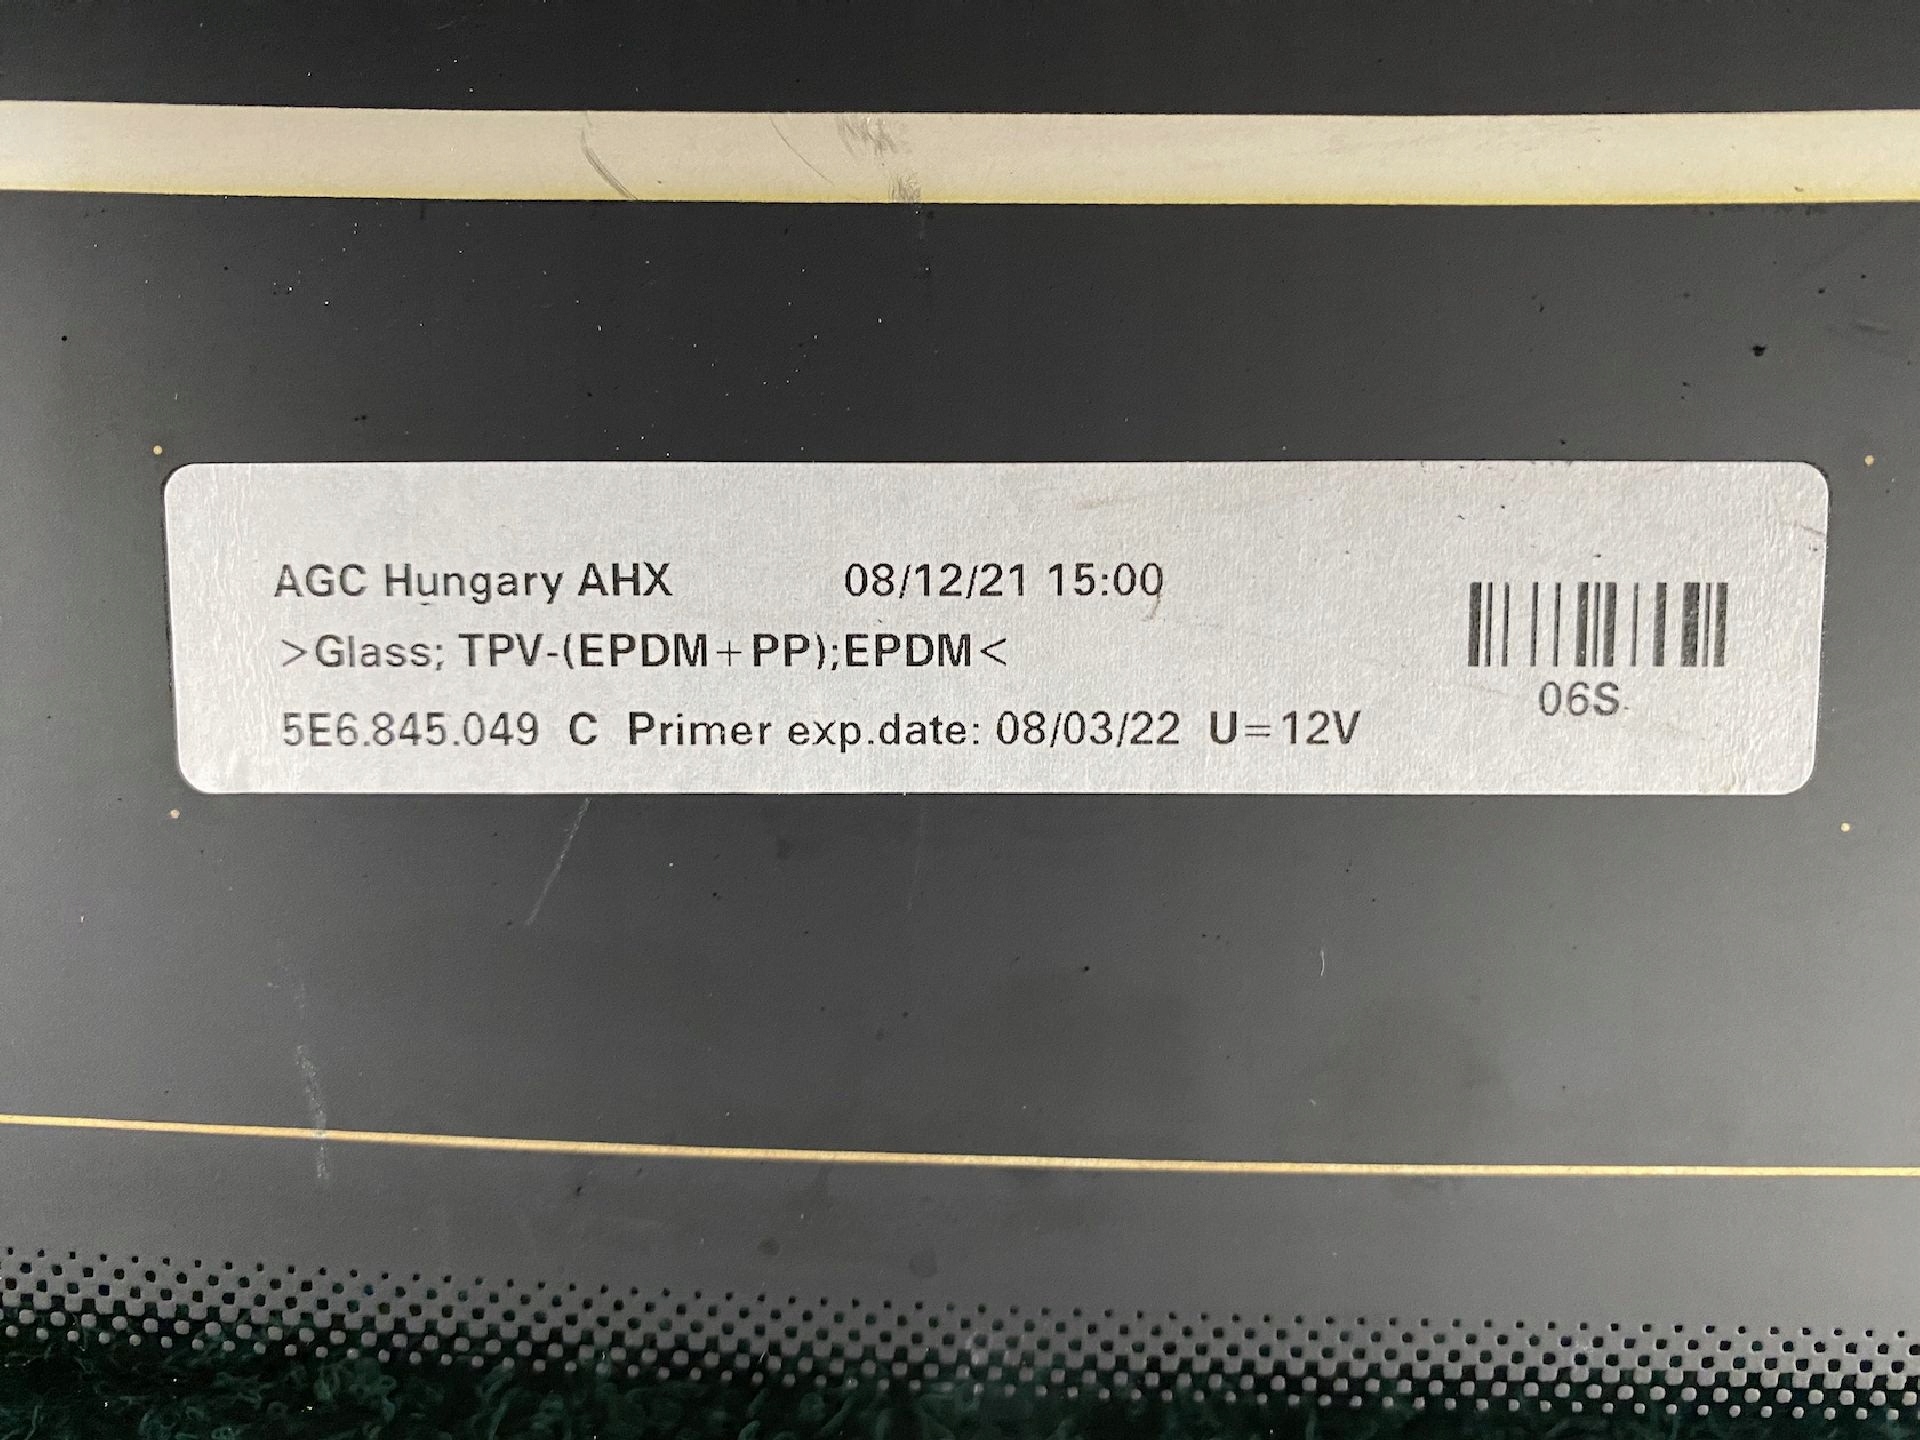 AGC Hungary AHX 08/12/21 15:00
>Glass; TPV-(EPDM+PP);EPDM<
5E6.845.049 C Primer exp.date: 08/03/22 U=12V
06S